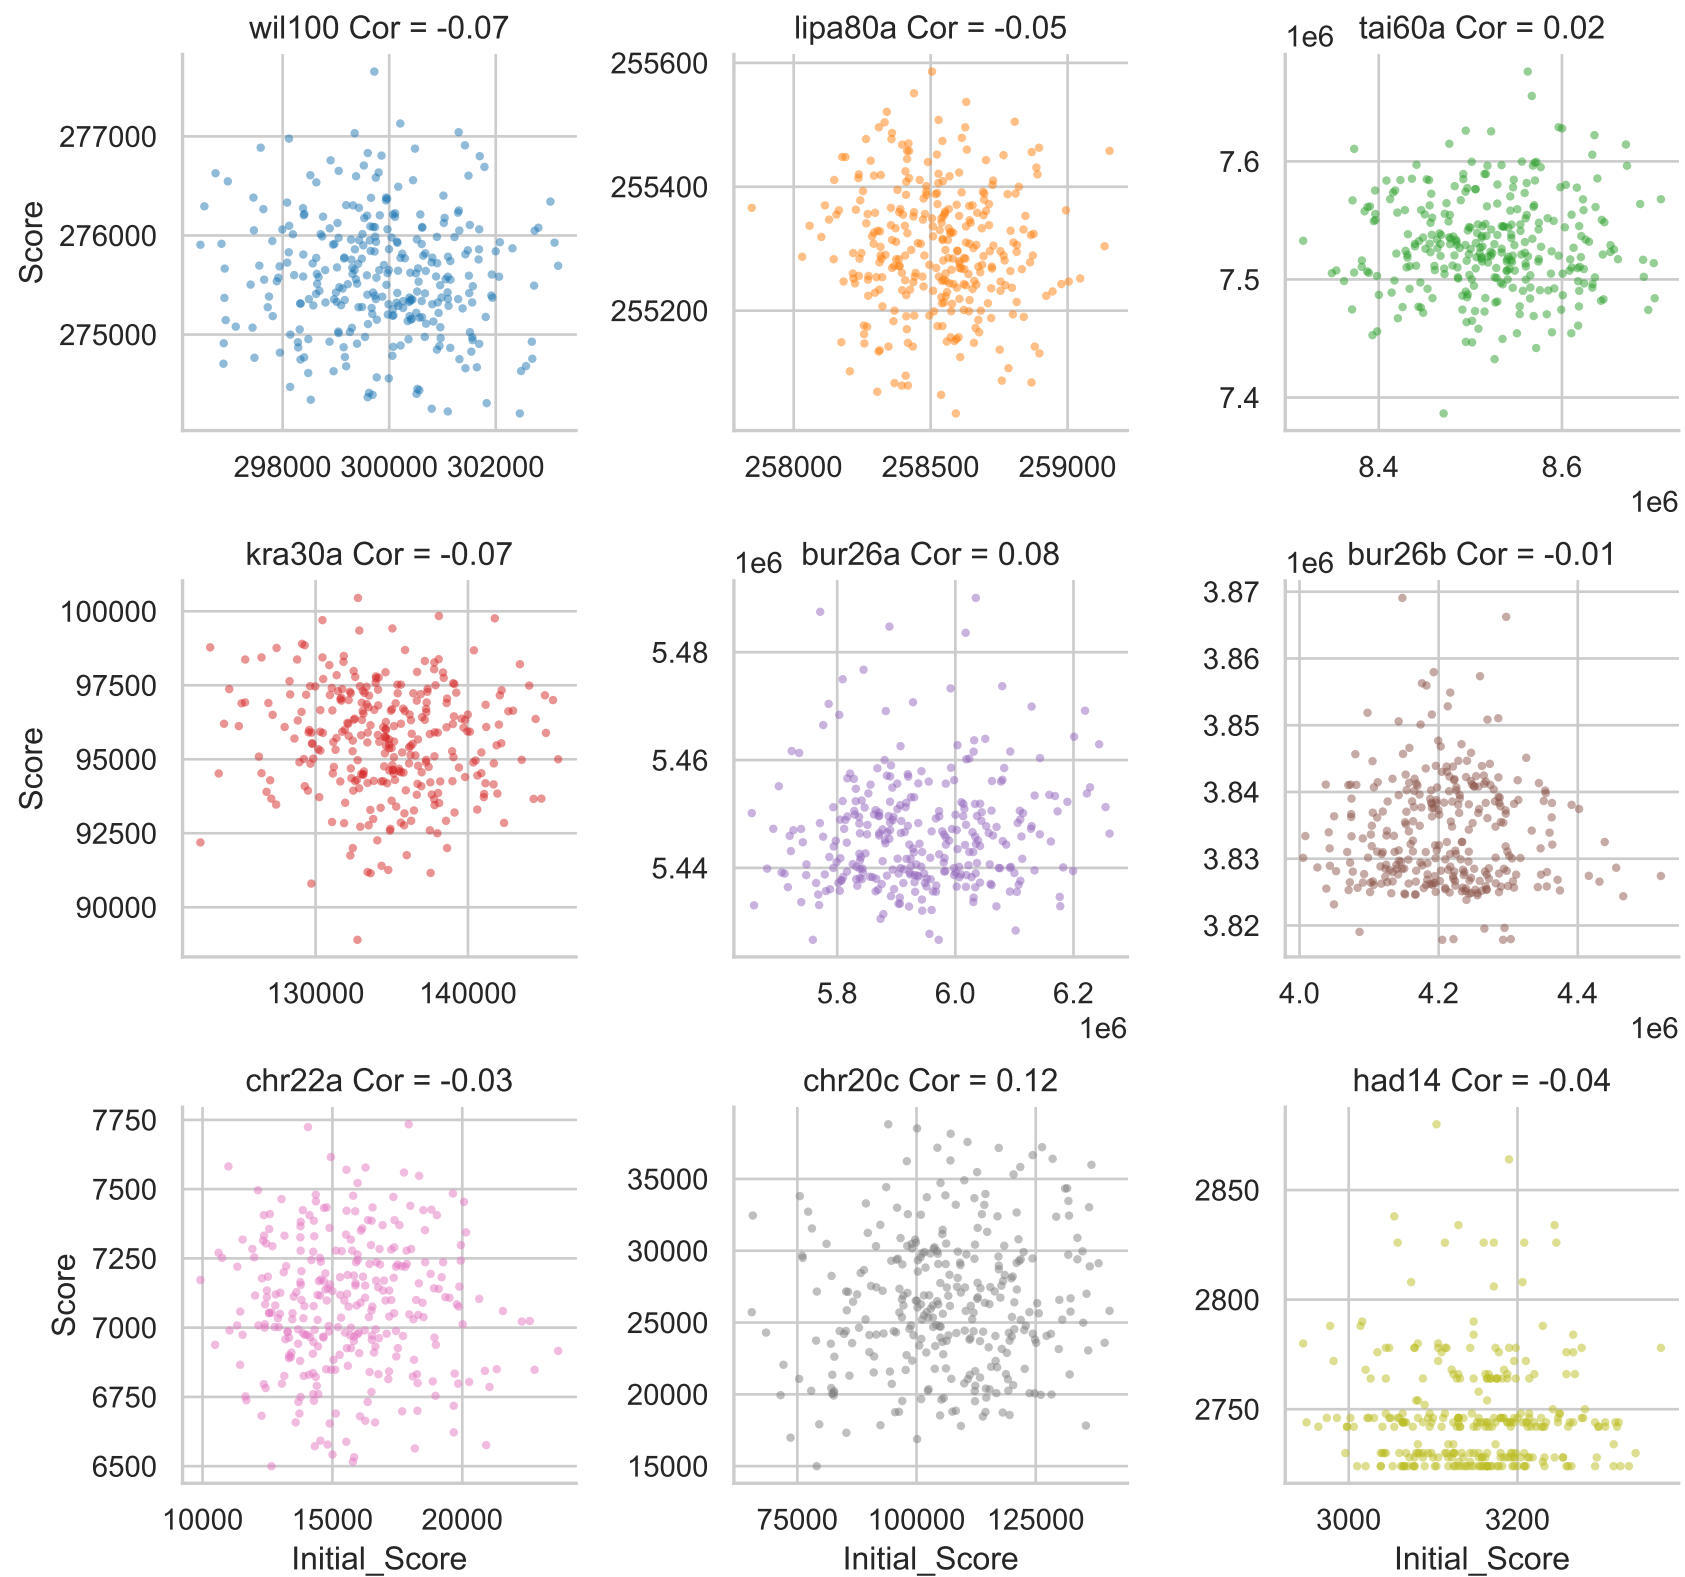 wil100 Cor = -0.07
277000
276000
275000
Score
298000 300000 302000
lipa80a Cor = -0.05
255600
255400
255200
258000 258500 259000
1e6 tai60a Cor = 0.02
7.6
7.5
7.4
8.4 8.6
1e6
kra30a Cor = -0.07
100000
97500
95000
92500
90000
Score
130000 140000
1e6 bur26a Cor = 0.08
5.48
5.46
5.44
5.8 6.0 6.2
1e6
1e6 bur26b Cor = -0.01
3.87
3.86
3.85
3.84
3.83
3.82
4.0 4.2 4.4
1e6
chr22a Cor = -0.03
7750
7500
7250
7000
6750
6500
Score
10000 15000 20000
Initial_Score
chr20c Cor = 0.12
35000
30000
25000
20000
15000
75000 100000 125000
Initial_Score
had14 Cor = -0.04
2850
2800
2750
3000 3200
Initial_Score